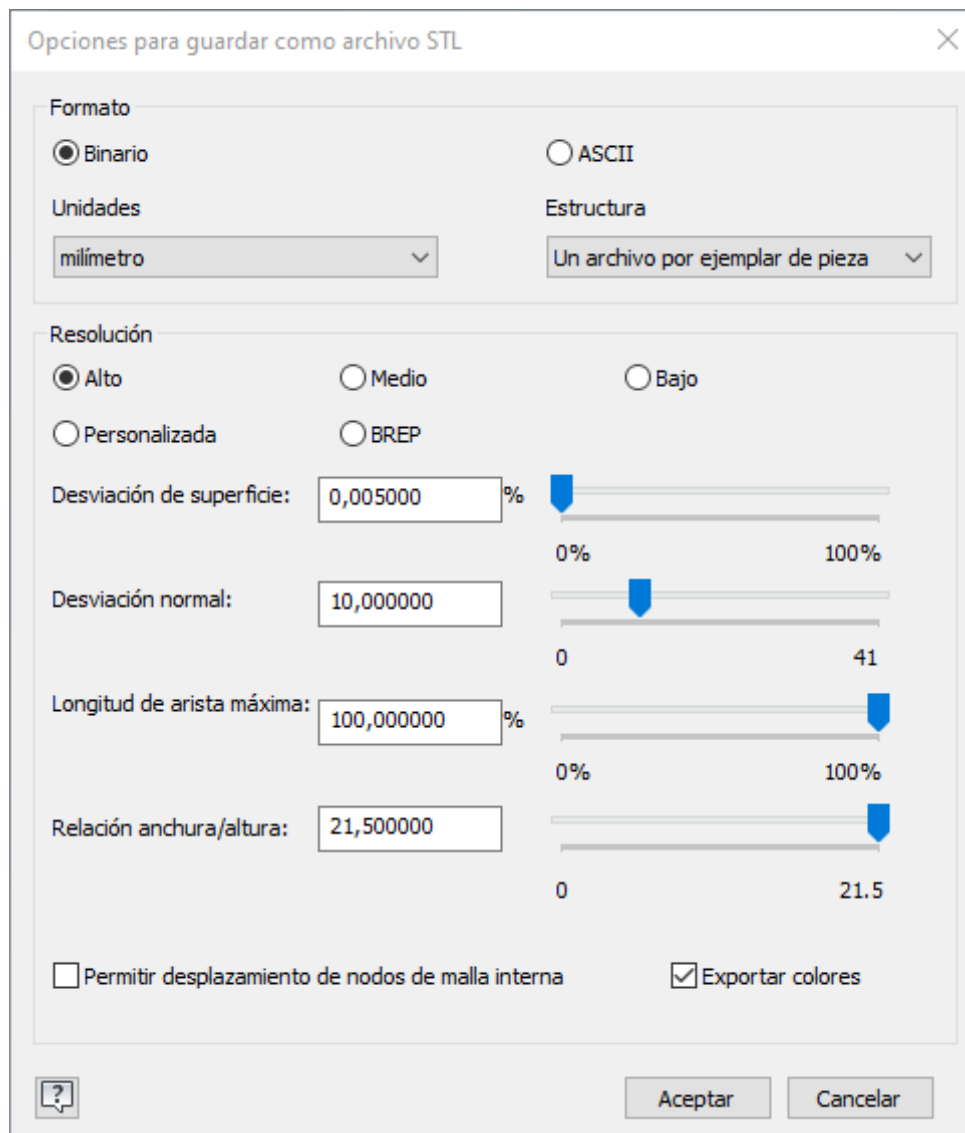 Opciones para guardar como archivo STL
Formato
Binario
ASCII
Unidades
Estructura
milímetro
Un archivo por ejemplar de pieza
Resolución
Alto
Medio
Bajo
Personalizada
BREP
Desviación de superficie:
0,005000
%
0%
100%
Desviación normal:
10,000000
0
41
Longitud de arista máxima:
100,000000
%
0%
100%
Relación anchura/altura:
21,500000
0
21.5
Permitir desplazamiento de nodos de malla interna
Exportar colores
?
Aceptar
Cancelar